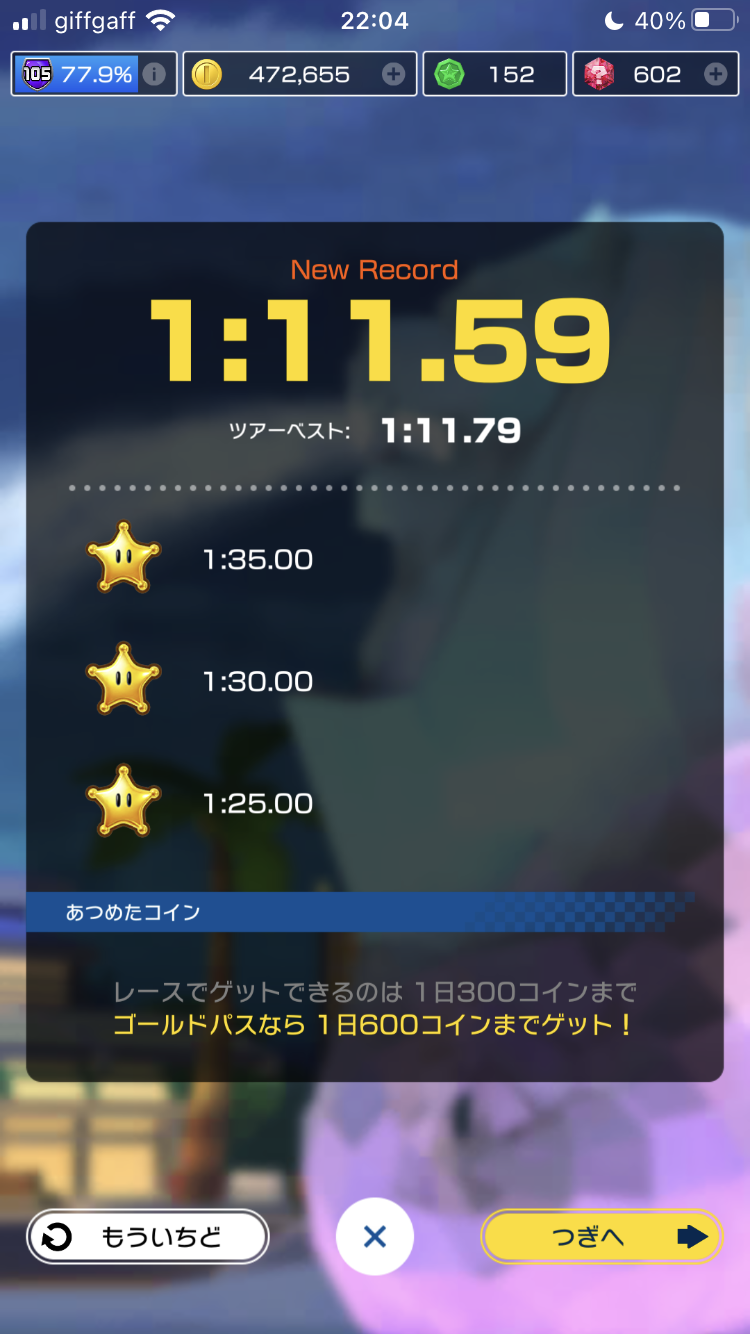 giffgaff 22:04 40%
105 77.9% i 472,655 152 602
New Record
1:11.59
ツアーベスト: 1:11.79
1:35.00
1:30.00
1:25.00
あつめたコイン
レースでゲットできるのは 1日300コインまで
ゴールドパスなら 1日600コインまでゲット！
もういちど つぎへ